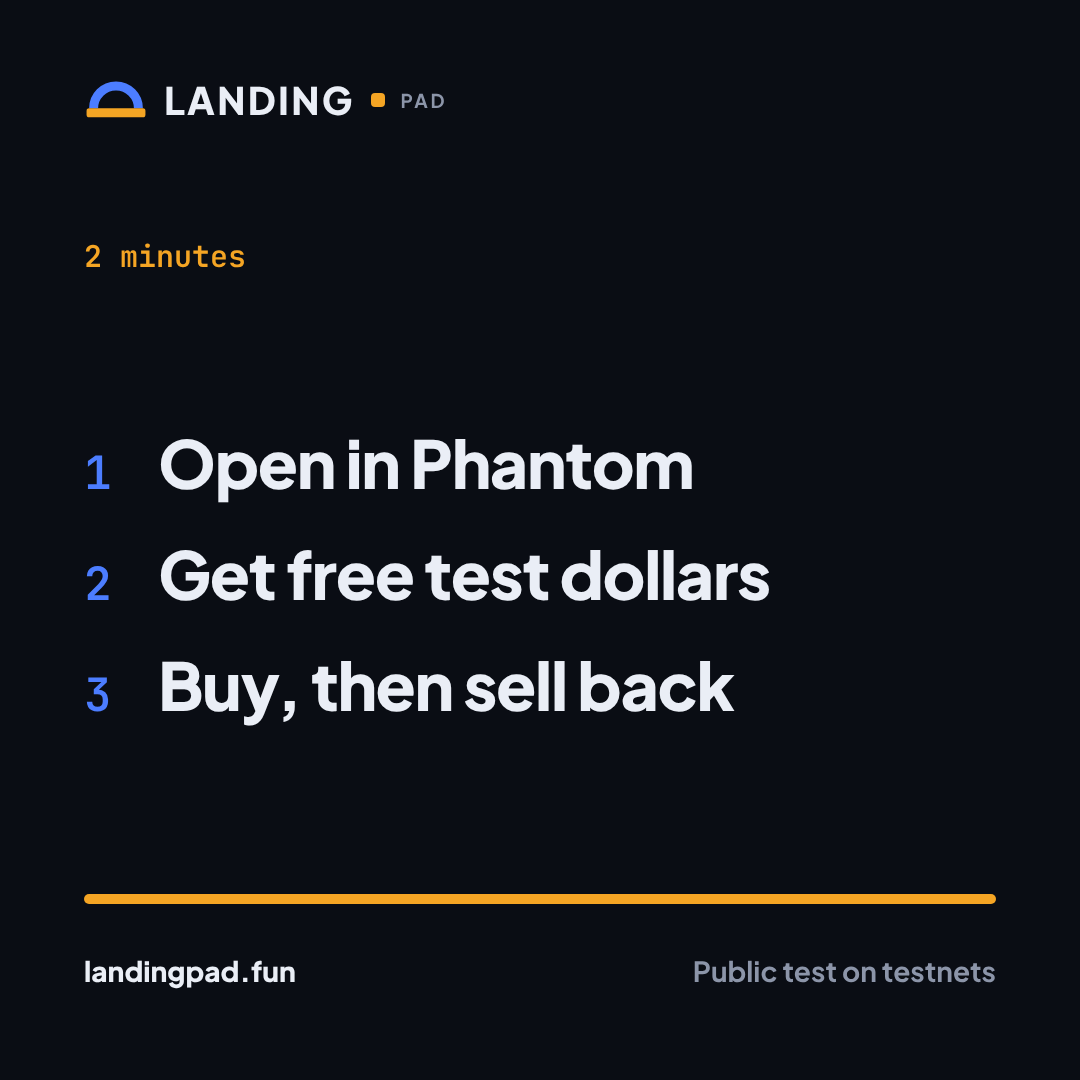 LANDING PAD
2 minutes
1 Open in Phantom
2 Get free test dollars
3 Buy, then sell back
landingpad.fun
Public test on testnets